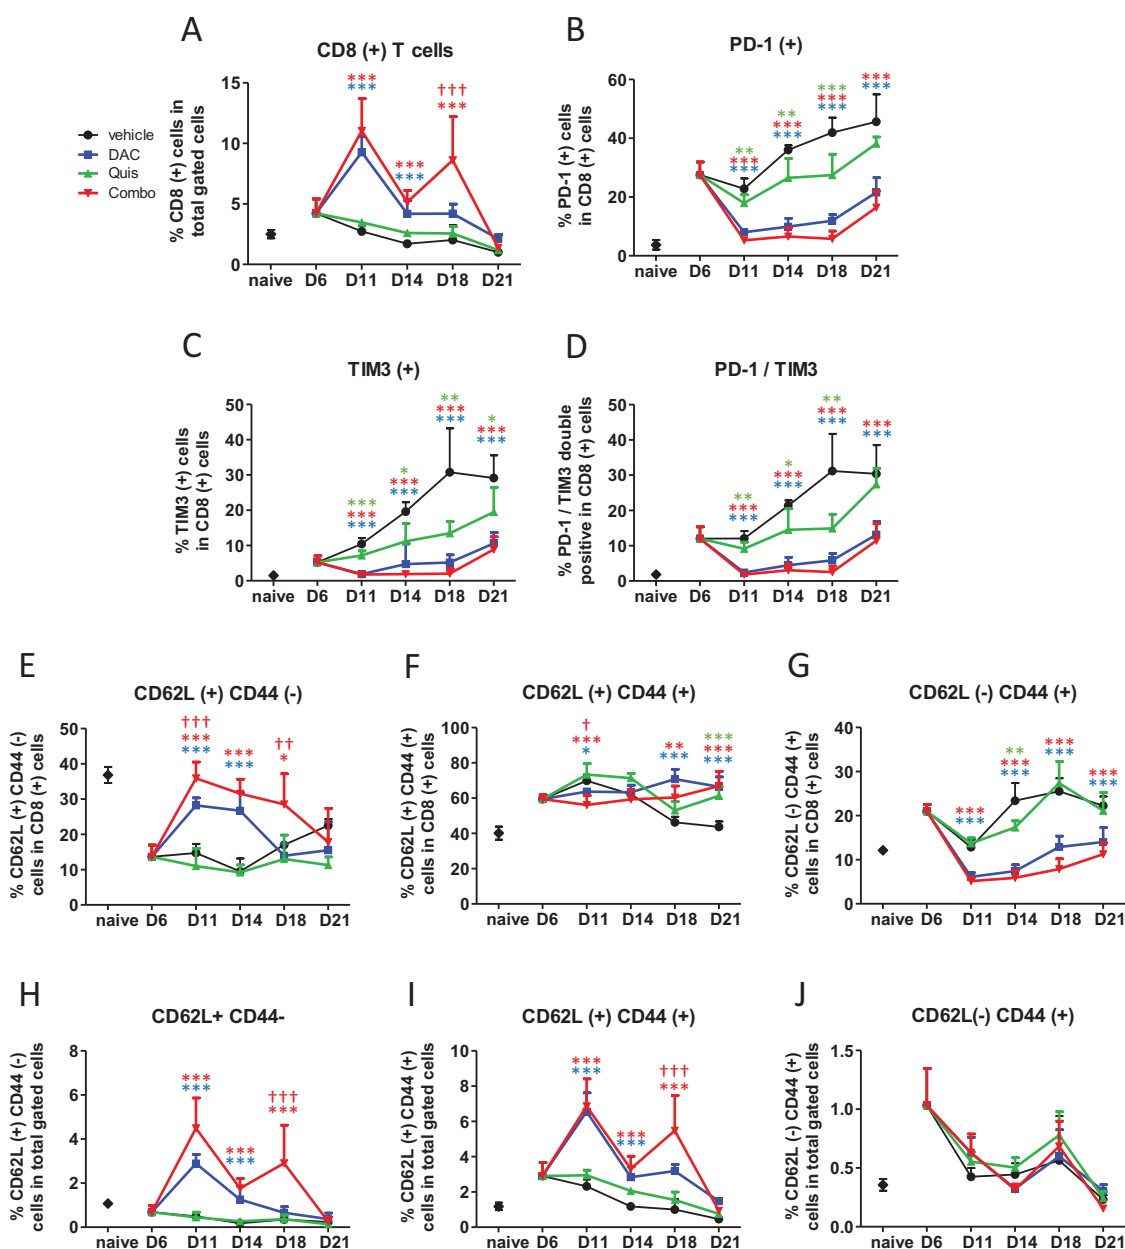 A
CD8 (+) T cells
% CD8 (+) cells in
total gated cells
15
10
5
0
***
***
***
***
†††
***
naive D6 D11 D14 D18 D21
vehicle
DAC
Quis
Combo
B
PD-1 (+)
% PD-1 (+) cells
in CD8 (+) cells
60
40
20
0
**
***
***
**
***
***
***
***
***
***
***
naive D6 D11 D14 D18 D21
C
TIM3 (+)
% TIM3 (+) cells
in CD8 (+) cells
50
40
30
20
10
0
***
***
***
*
***
***
**
***
***
*
***
***
naive D6 D11 D14 D18 D21
D
PD-1 / TIM3
% PD-1 / TIM3 double
positive in CD8 (+) cells
50
40
30
20
10
0
**
***
***
*
***
***
**
***
***
***
***
naive D6 D11 D14 D18 D21
E
CD62L (+) CD44 (-)
% CD62L (+) CD44 (-)
cells in CD8 (+) cells
50
40
30
20
10
0
†††
***
***
***
***
††
*
naive D6 D11 D14 D18 D21
F
CD62L (+) CD44 (+)
% CD62L (+) CD44 (+)
cells in CD8 (+) cells
100
80
60
40
20
0
†
***
*
**
***
***
***
***
naive D6 D11 D14 D18 D21
G
CD62L (-) CD44 (+)
% CD62L (-) CD44 (+)
cells in CD8 (+) cells
40
30
20
10
0
***
***
**
***
***
***
***
***
***
naive D6 D11 D14 D18 D21
H
CD62L+ CD44-
% CD62L (+) CD44 (-)
cells in total gated cells
8
6
4
2
0
***
***
***
***
†††
***
naive D6 D11 D14 D18 D21
I
CD62L (+) CD44 (+)
% CD62L (+) CD44 (+)
cells in total gated cells
10
8
6
4
2
0
***
***
***
***
†††
***
naive D6 D11 D14 D18 D21
J
CD62L(-) CD44 (+)
% CD62L (-) CD44 (+)
cells in total gated cells
1.5
1.0
0.5
0.0
naive D6 D11 D14 D18 D21